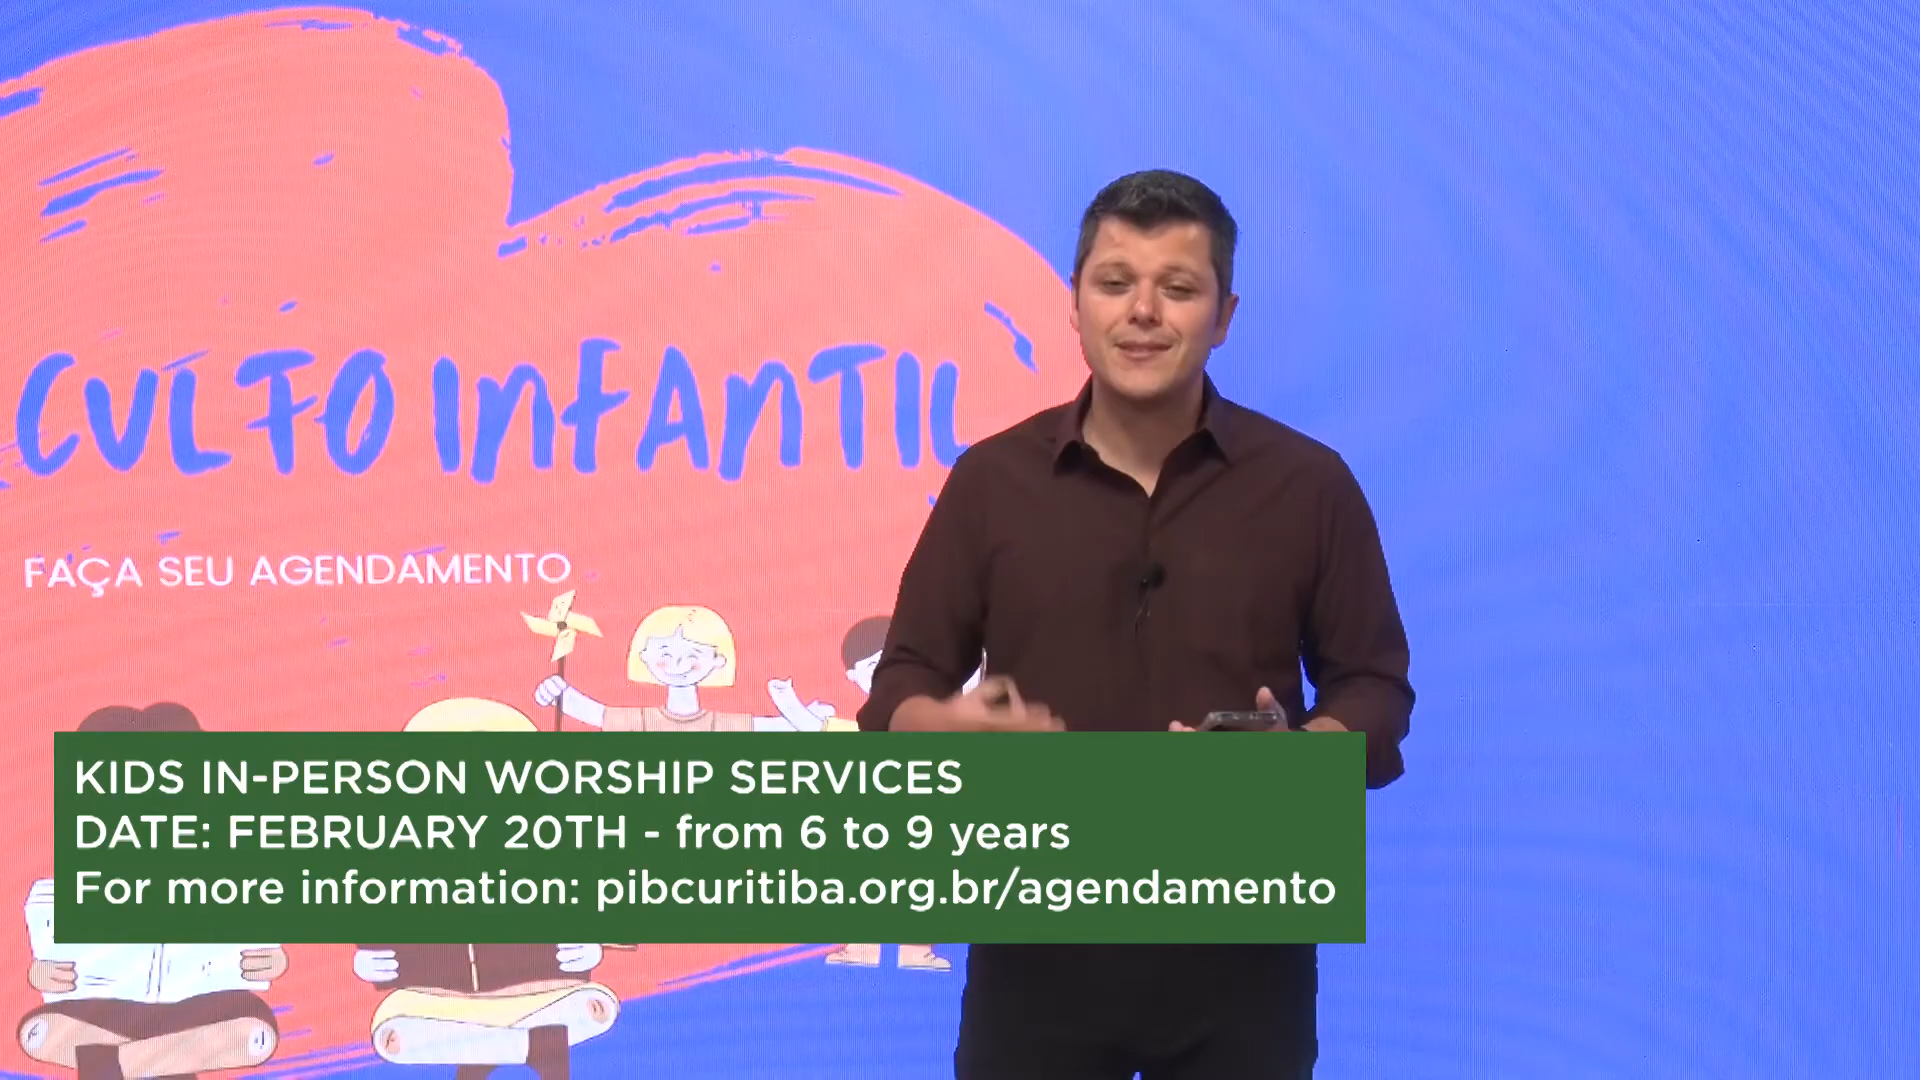 CULTO INFANTIL
FAÇA SEU AGENDAMENTO
KIDS IN-PERSON WORSHIP SERVICES
DATE: FEBRUARY 20TH - from 6 to 9 years
For more information: pibcuritiba.org.br/agendamento